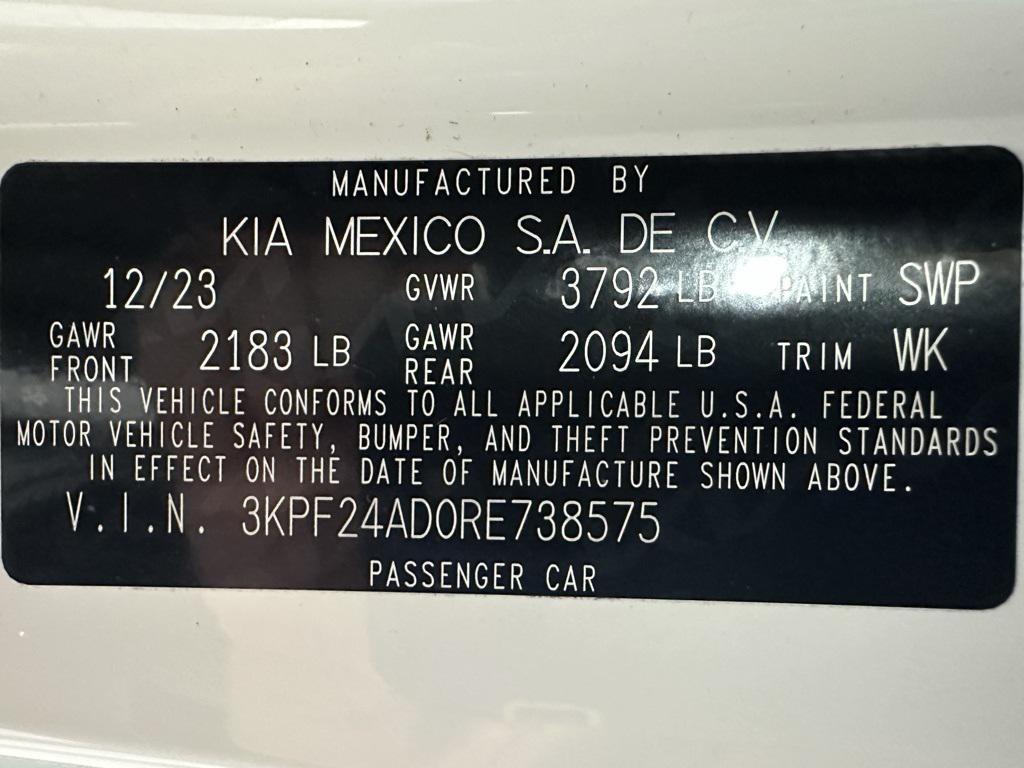 MANUFACTURED BY
KIA MEXICO S.A. DE C.V.
12/23 GVWR 3792 LB PAINT SWP
GAWR FRONT 2183 LB GAWR REAR 2094 LB TRIM WK
THIS VEHICLE CONFORMS TO ALL APPLICABLE U.S.A. FEDERAL
MOTOR VEHICLE SAFETY, BUMPER, AND THEFT PREVENTION STANDARDS
IN EFFECT ON THE DATE OF MANUFACTURE SHOWN ABOVE.
V.I.N. 3KPF24AD0RE738575
PASSENGER CAR